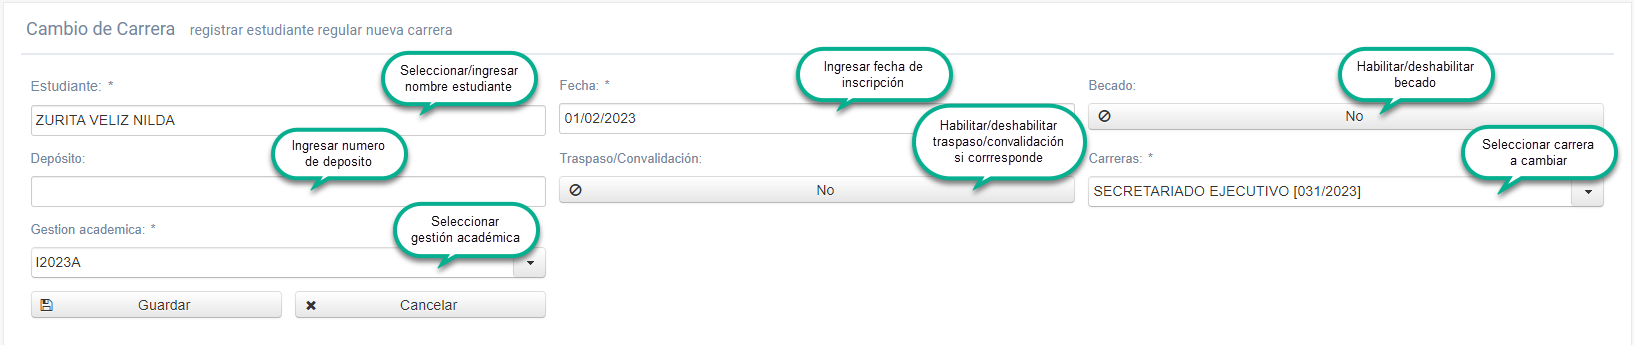 Cambio de Carrera registrar estudiante regular nueva carrera
Estudiante: *
Seleccionar/ingresar
nombre estudiante
ZURITA VELIZ NILDA
Fecha: *
Ingresar fecha de
inscripción
01/02/2023
Becado:
Habilitar/deshabilitar
becado
No
Depósito:
Ingresar numero
de deposito
Traspaso/Convalidación:
Habilitar/deshabilitar
traspaso/convalidación
si corrresponde
No
Carreras: *
Seleccionar carrera
a cambiar
SECRETARIADO EJECUTIVO [031/2023]
Gestion academica: *
Seleccionar
gestión académica
I2023A
Guardar
Cancelar